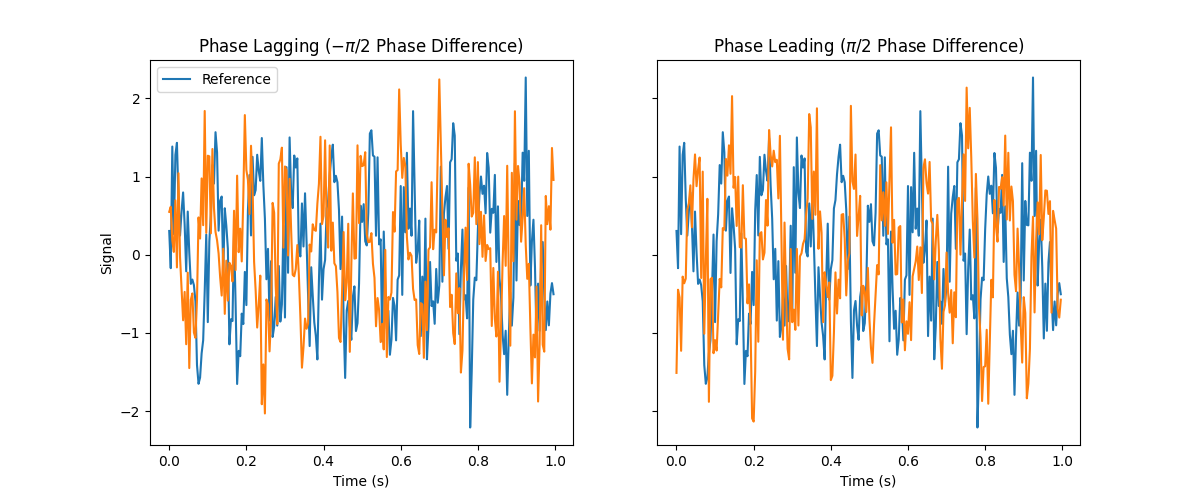 Phase Lagging (−π/2 Phase Difference)
Phase Leading (π/2 Phase Difference)
Reference
Signal
2
1
0
−1
−2
0.0 0.2 0.4 0.6 0.8 1.0
0.0 0.2 0.4 0.6 0.8 1.0
Time (s)
Time (s)